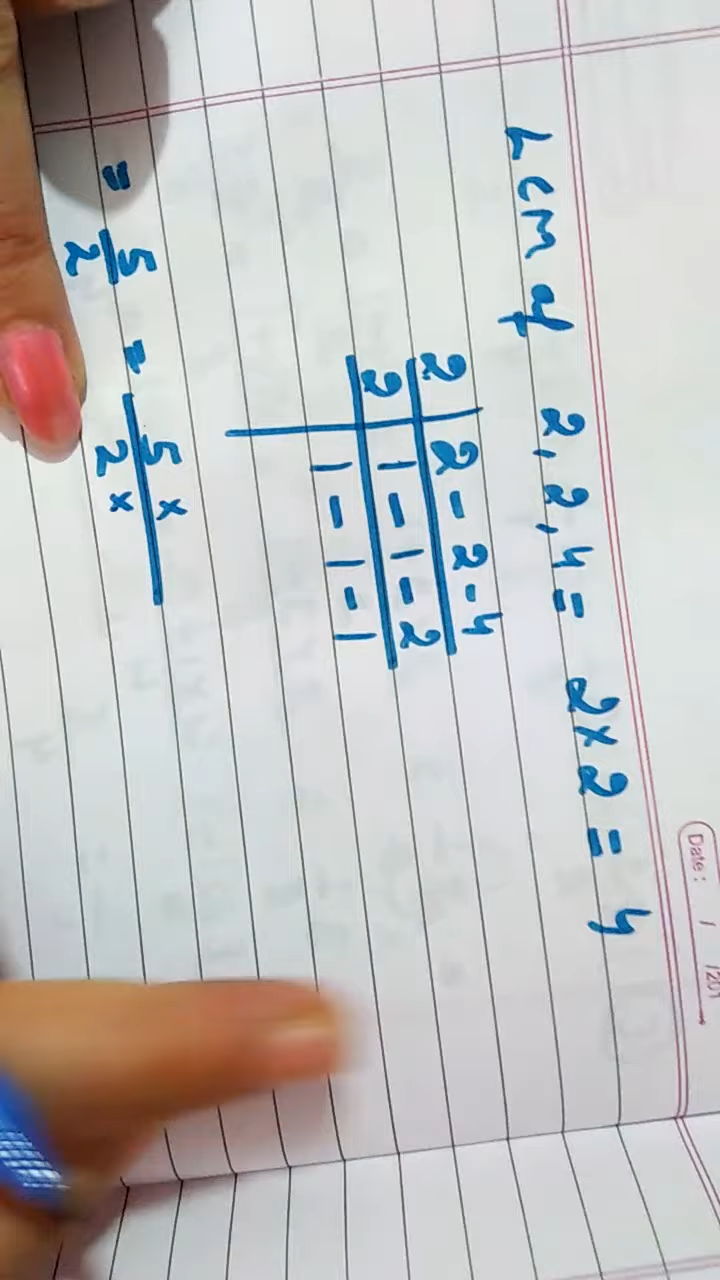 Date : / /201
LCM of 2, 2, 4 = 2 × 2 = 4
2 | 2 - 2 - 4
2 | 1 - 1 - 2
1 - 1 - 1
= 5/2 = 5 × / 2 ×